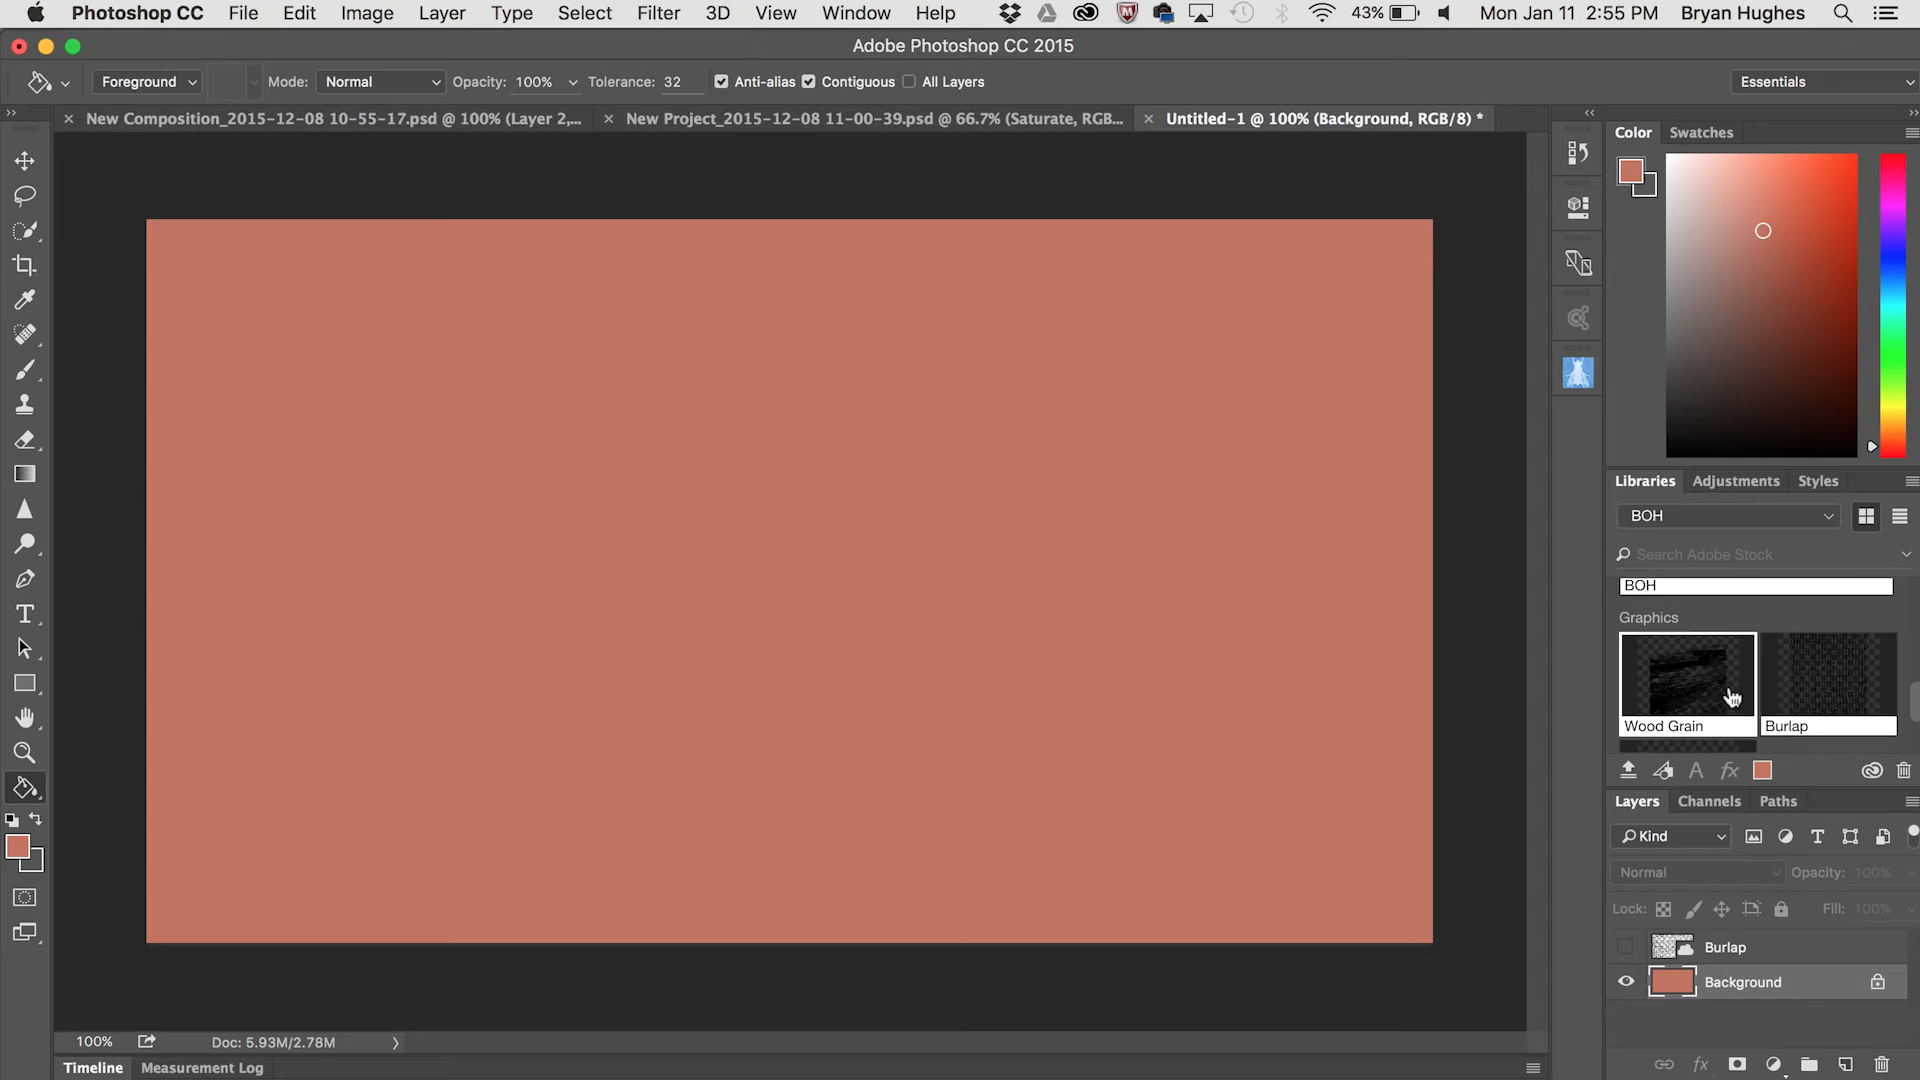 Photoshop CC File Edit Image Layer Type Select Filter 3D View Window Help 43% Mon Jan 11 2:55 PM Bryan Hughes
Adobe Photoshop CC 2015
Foreground Mode: Normal Opacity: 100% Tolerance: 32 Anti-alias Contiguous All Layers Essentials
New Composition_2015-12-08 10-55-17.psd @ 100% (Layer 2,... New Project_2015-12-08 11-00-39.psd @ 66.7% (Saturate, RGB... Untitled-1 @ 100% (Background, RGB/8) *
Color Swatches
Libraries Adjustments Styles
BOH
Search Adobe Stock
BOH
Graphics
Wood Grain Burlap
Layers Channels Paths
Kind
Normal Opacity: 100%
Lock: Fill: 100%
Burlap
Background
100% Doc: 5.93M/2.78M
Timeline Measurement Log